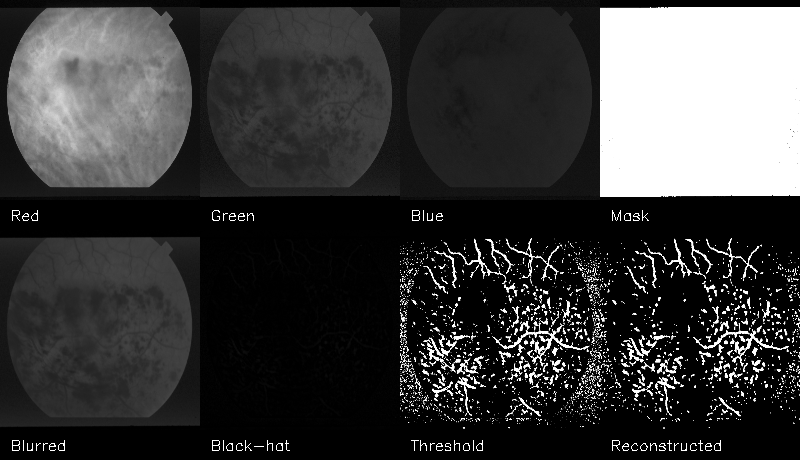 Red
Green
Blue
Mask
Blurred
Black-hat
Threshold
Reconstructed